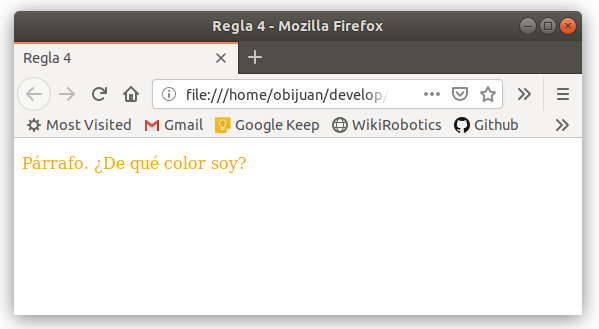 Regla 4 - Mozilla Firefox
Regla 4
file:///home/obijuan/develop/
Most Visited Gmail Google Keep WikiRobotics Github
Párrafo. ¿De qué color soy?